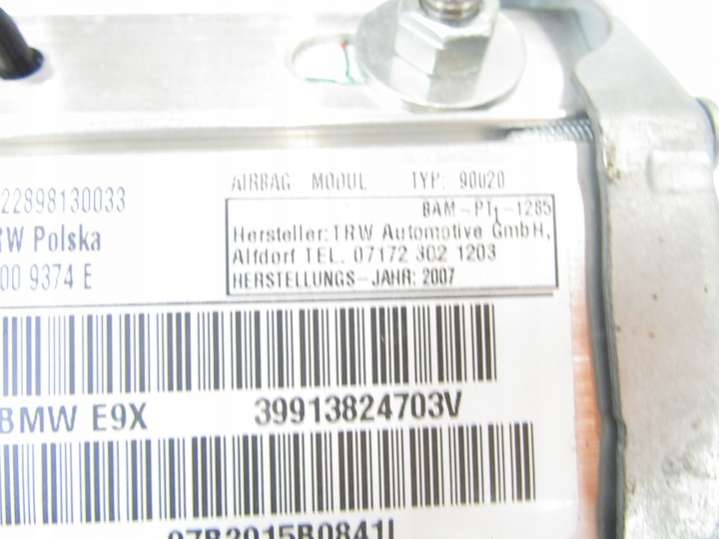 22898130033
RW Polska
00 9374 E
AIRBAG MODUL TYP: 90020
BAM-PT1-1285
Hersteller: TRW Automotive GmbH,
Alfdorf TEL. 07172 302 1203
HERSTELLUNGS-JAHR: 2007
BMW E9X 39913824703V